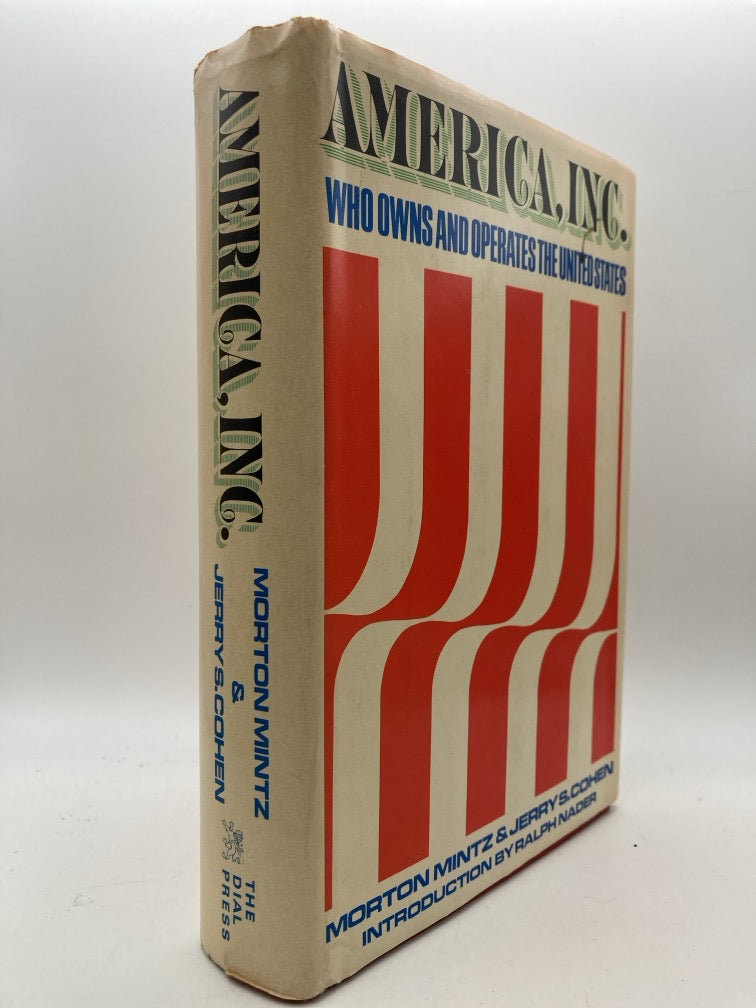 AMERICA, INC.
MORTON MINTZ
&
JERRY S. COHEN
THE
DIAL
PRESS
AMERICA, INC.
WHO OWNS AND OPERATES THE UNITED STATES
MORTON MINTZ & JERRY S. COHEN
INTRODUCTION BY RALPH NADER